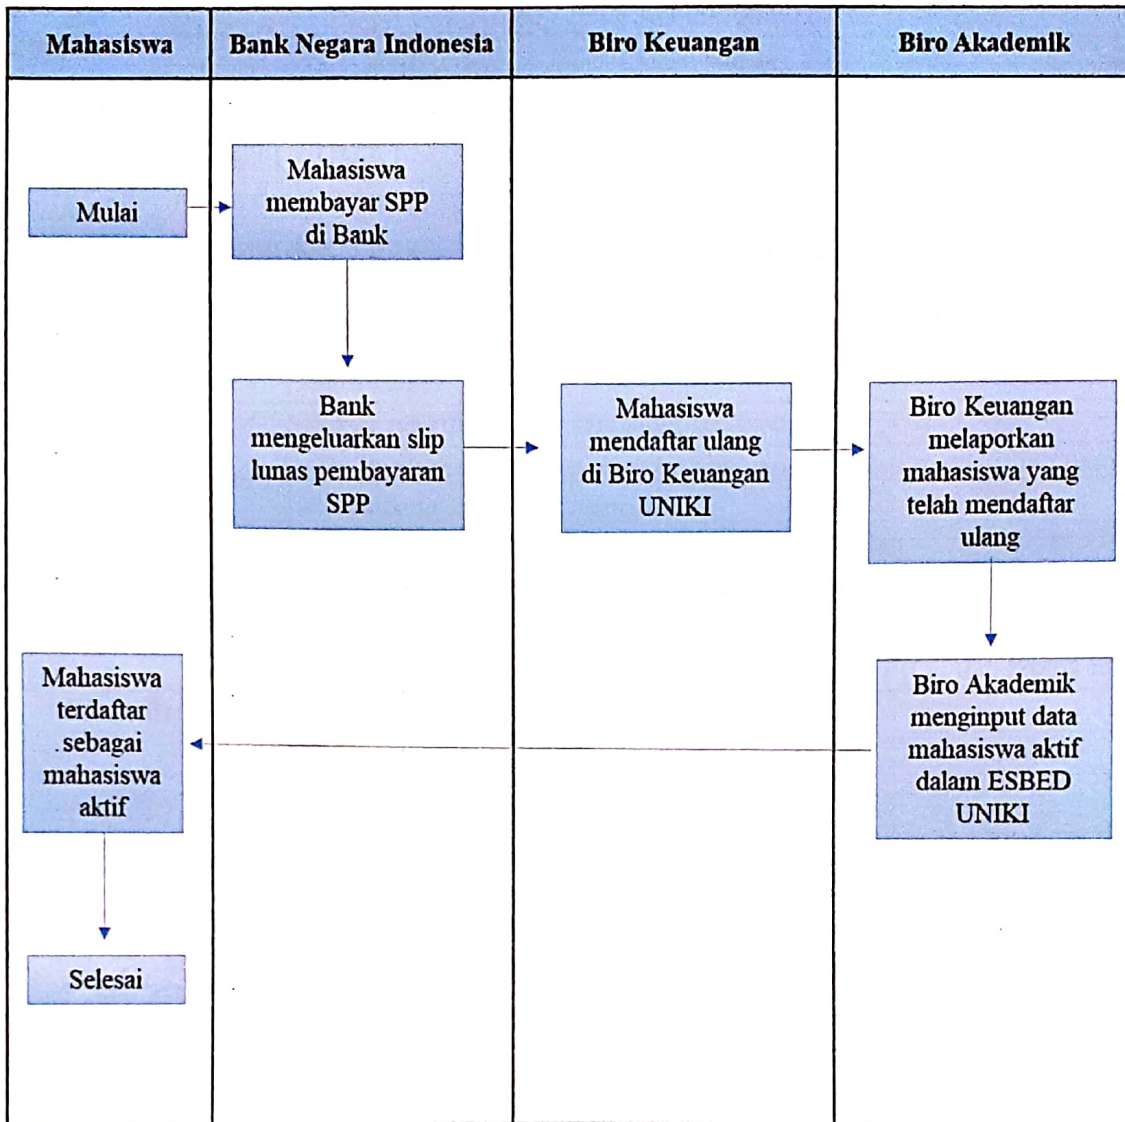 Mahasiswa
Bank Negara Indonesia
Biro Keuangan
Biro Akademik
Mulai
Mahasiswa
membayar SPP
di Bank
Bank
mengeluarkan slip
lunas pembayaran
SPP
Mahasiswa
mendaftar ulang
di Biro Keuangan
UNIKI
Biro Keuangan
melaporkan
mahasiswa yang
telah mendaftar
ulang
Biro Akademik
menginput data
mahasiswa aktif
dalam ESBED
UNIKI
Mahasiswa
terdaftar
sebagai
mahasiswa
aktif
Selesai